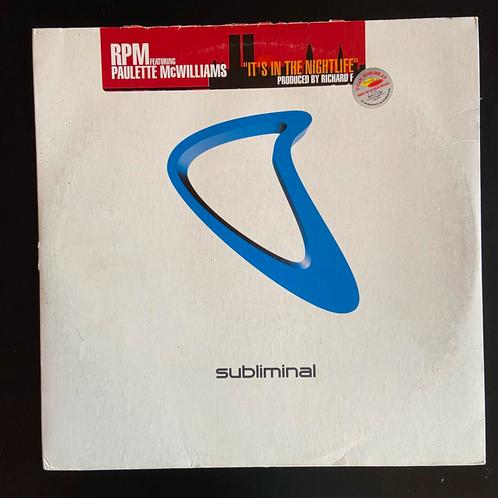 RPM FEATURING
PAULETTE McWILLIAMS
"IT'S IN THE NIGHTLIFE"
PRODUCED BY RICHARD F.
subliminal